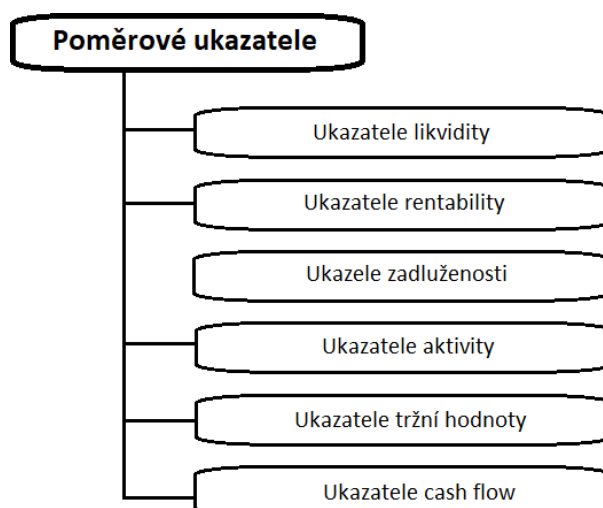 Poměrové ukazatele
Ukazatele likvidity
Ukazatele rentability
Ukazele zadluženosti
Ukazatele aktivity
Ukazatele tržní hodnoty
Ukazatele cash flow